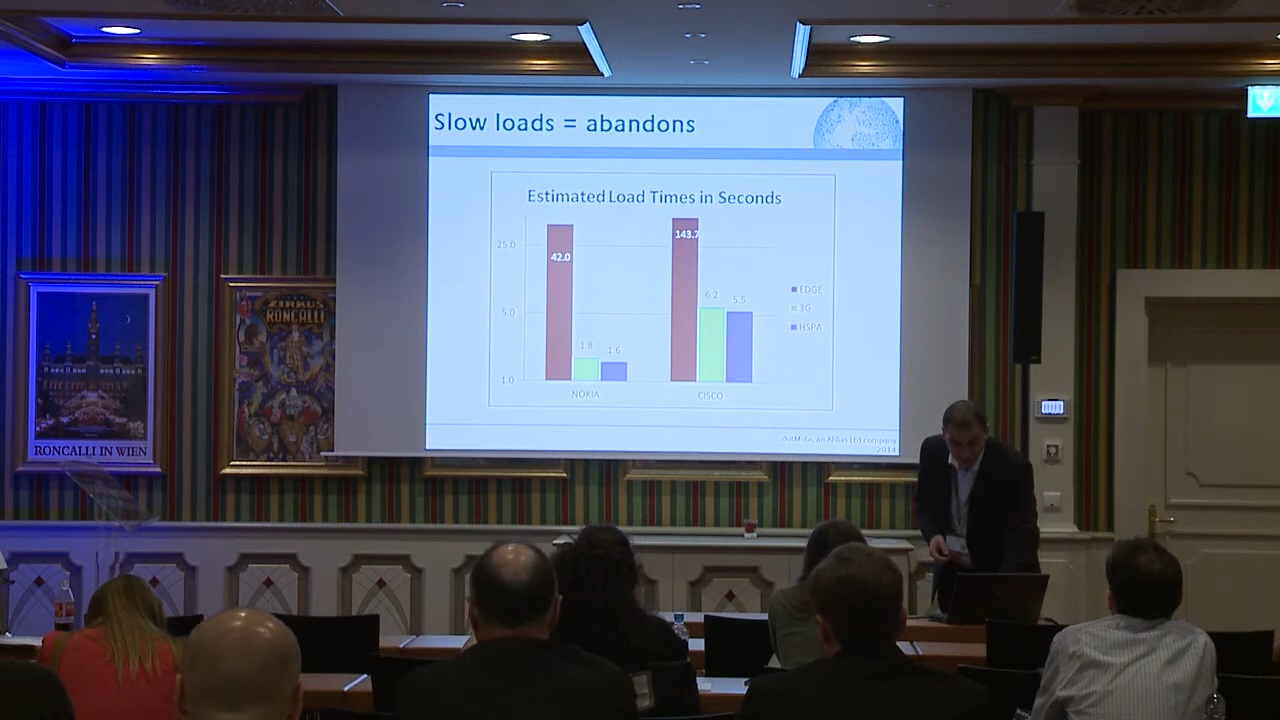 Slow loads = abandons
Estimated Load Times in Seconds
25.0
5.0
1.0
42.0
1.8
1.6
143.7
6.2
5.5
NOKIA
CISCO
EDGE
3G
HSPA
dotMobi, an Afilias Ltd company
2014
RONCALLI IN WIEN
ZIRKUS
RONCALLI